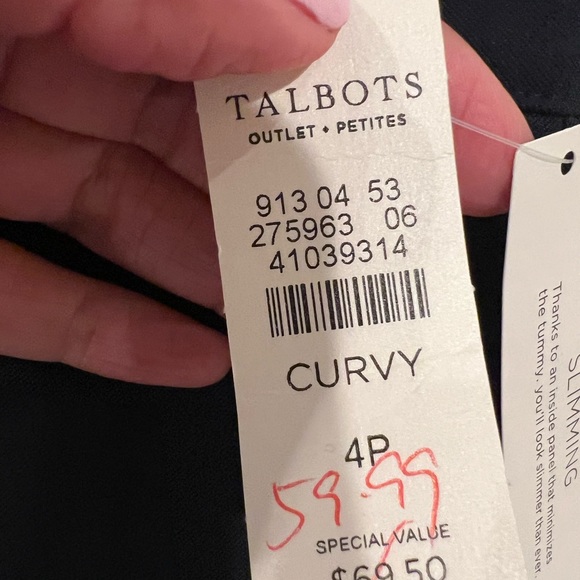 TALBOTS
OUTLET • PETITES
913 04 53
275963 06
41039314
CURVY
4P
59.99
SPECIAL VALUE
$69.50
SLIMMING
Thanks to an inside panel that minimizes
the tummy, you'll look slimmer than ever.